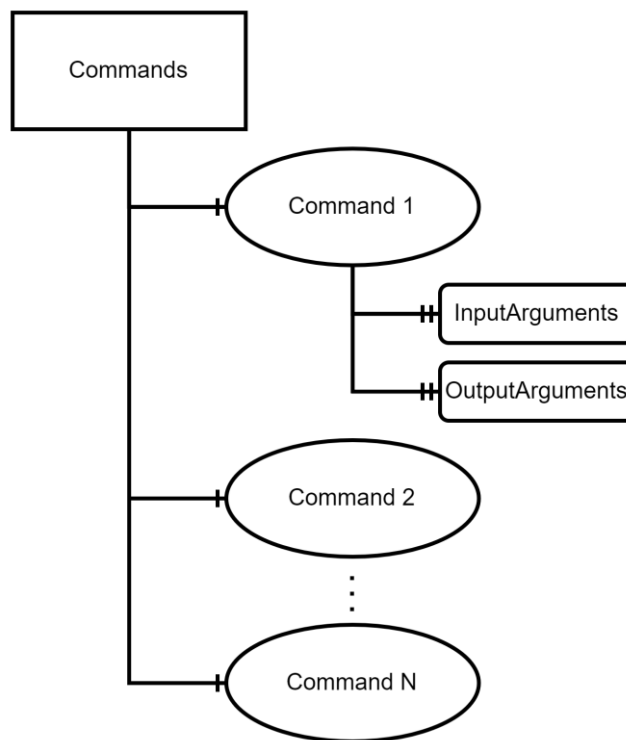 Commands
Command 1
InputArguments
OutputArguments
Command 2
Command N